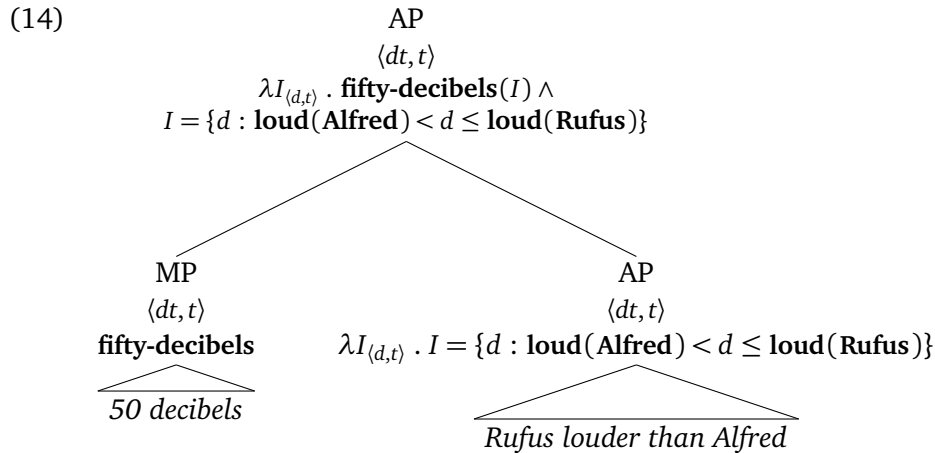 (14)
AP
⟨dt, t⟩
λI⟨d,t⟩ . fifty-decibels(I) ∧
I = {d : loud(Alfred) < d ≤ loud(Rufus)}
MP
AP
⟨dt, t⟩
⟨dt, t⟩
fifty-decibels
λI⟨d,t⟩ . I = {d : loud(Alfred) < d ≤ loud(Rufus)}
50 decibels
Rufus louder than Alfred